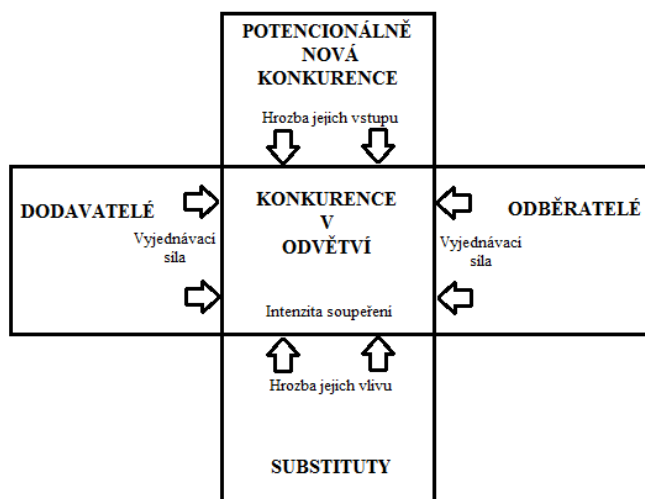 POTENCIONÁLNĚ
NOVÁ
KONKURENCE
Hrozba jejich vstupu
DODAVATELÉ
Vyjednávací
síla
KONKURENCE
V
ODVĚTVÍ
Intenzita soupeření
ODBĚRATELÉ
Vyjednávací
síla
Hrozba jejich vlivu
SUBSTITUTY